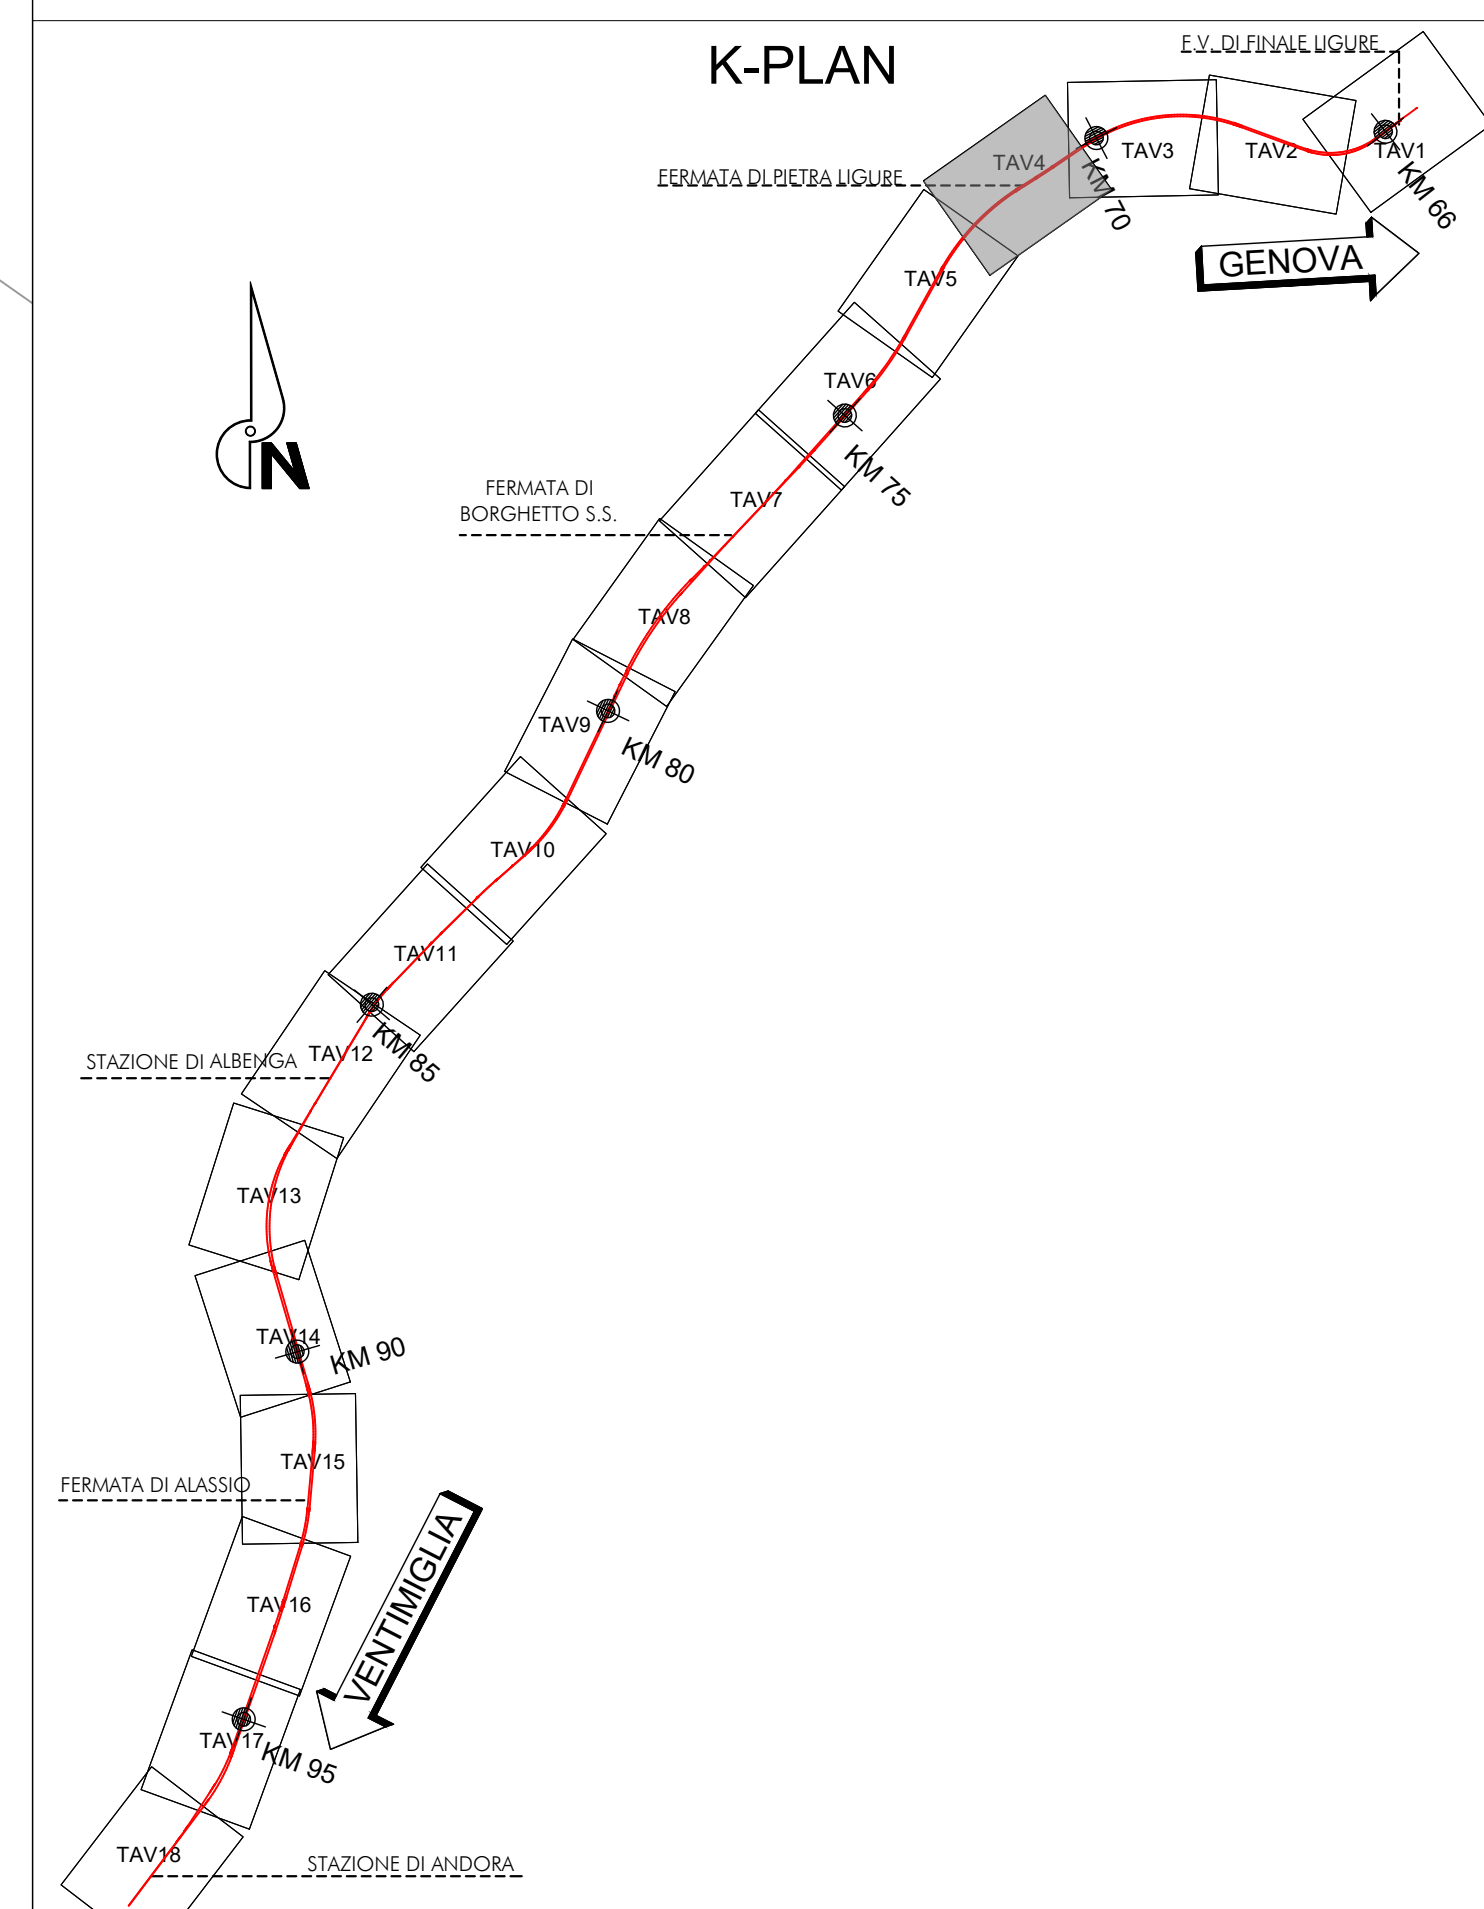 K-PLAN
F.V. DI FINALE LIGURE
TAV1
TAV2
TAV3
TAV4
KM 66
KM 70
FERMATA DI PIETRA LIGURE
GENOVA
TAV5
TAV6
KM 75
N
TAV7
FERMATA DI
BORGHETTO S.S.
TAV8
TAV9
KM 80
TAV10
TAV11
KM 85
TAV12
STAZIONE DI ALBENGA
TAV13
TAV14
KM 90
TAV15
FERMATA DI ALASSIO
VENTIMIGLIA
TAV16
TAV17
KM 95
TAV18
STAZIONE DI ANDORA